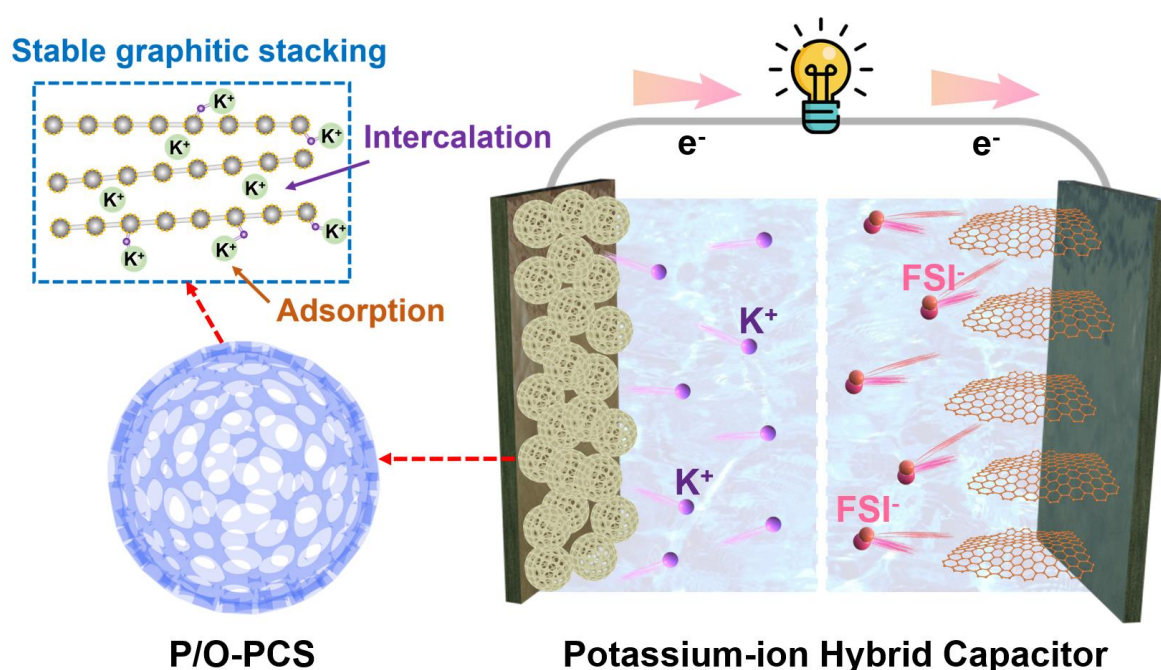 Stable graphitic stacking
K⁺
K⁺
K⁺
Intercalation
K⁺
K⁺
K⁺
K⁺
K⁺
Adsorption
P/O-PCS
e⁻
e⁻
FSI⁻
K⁺
K⁺
FSI⁻
Potassium-ion Hybrid Capacitor